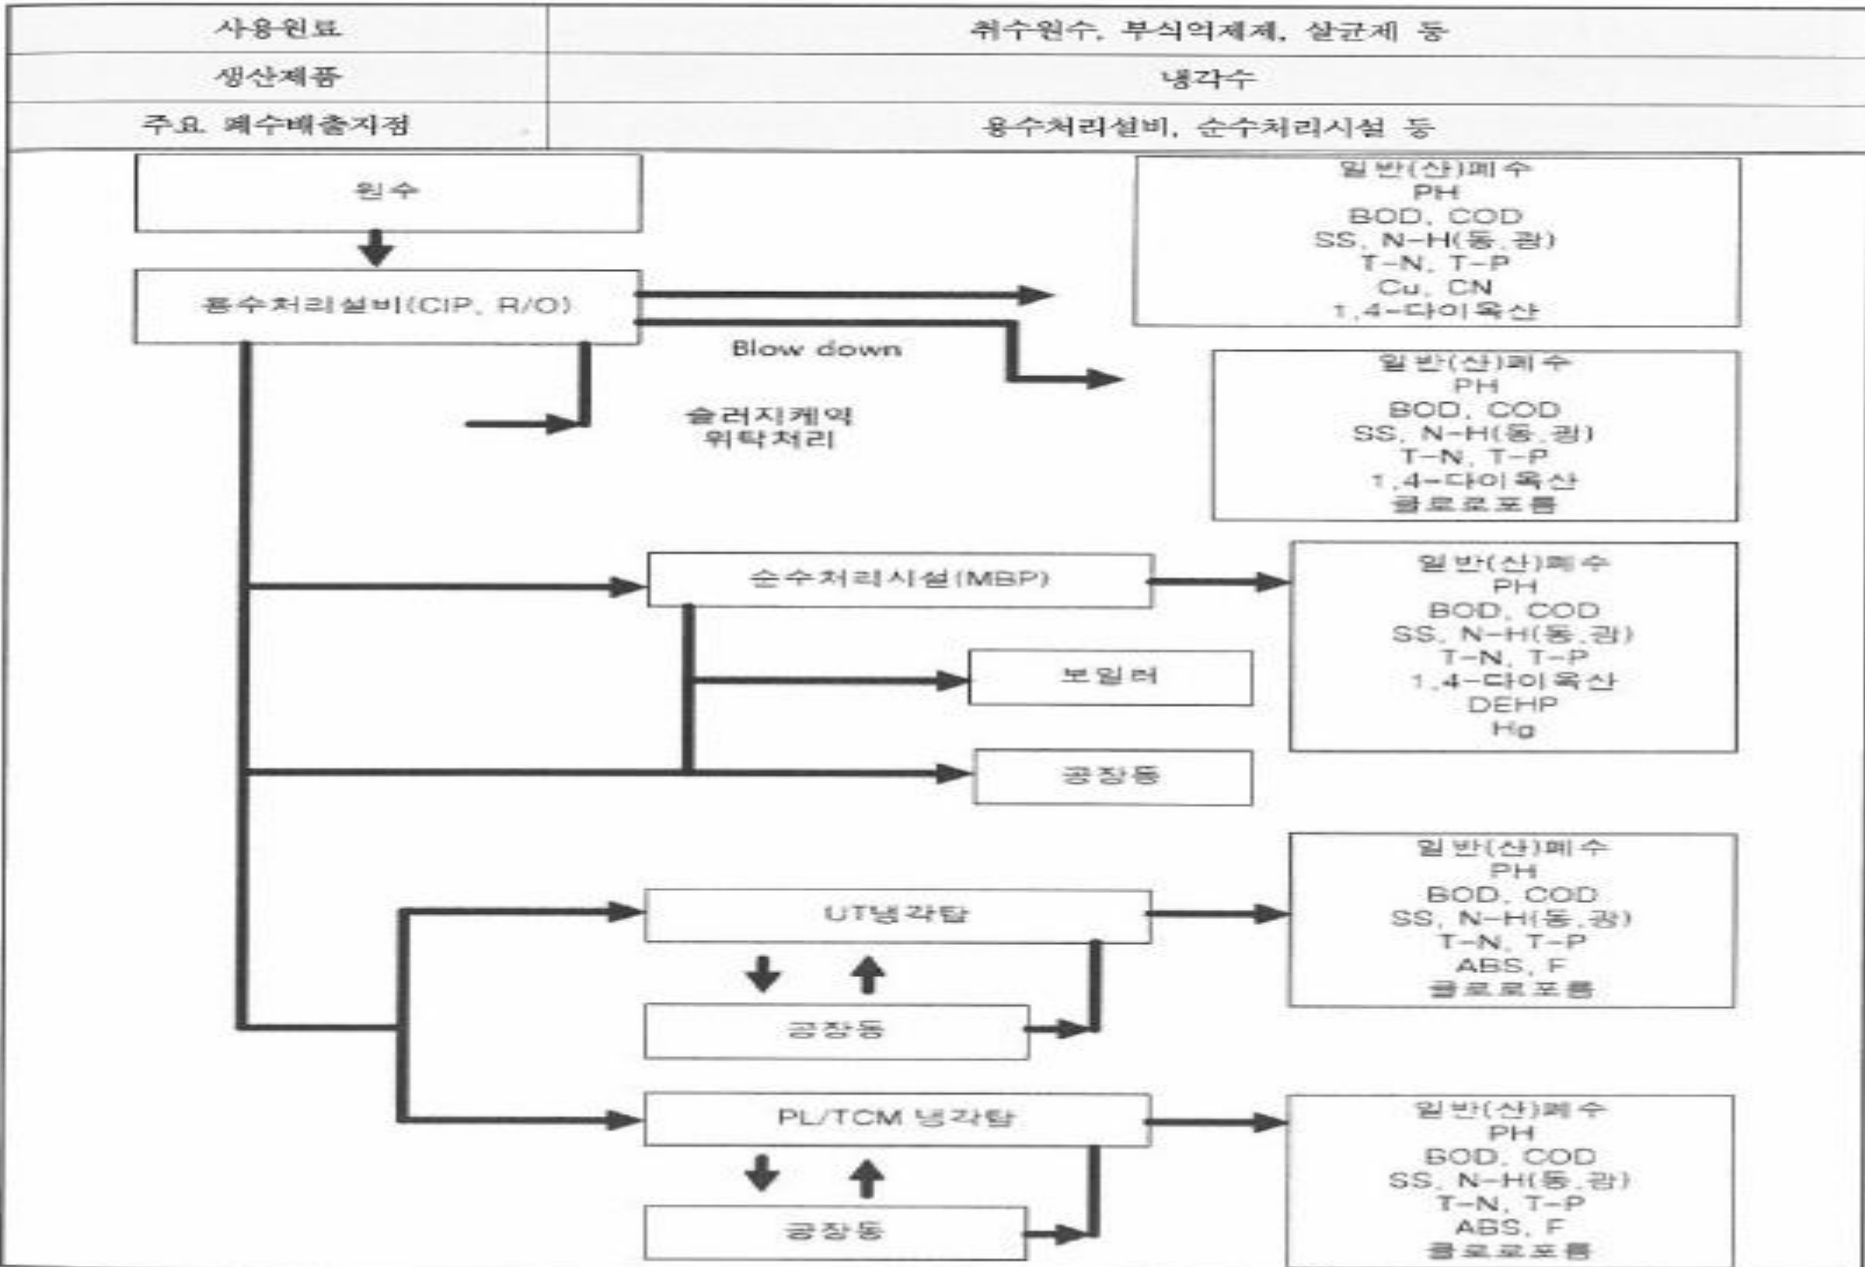 사용원료 취수원수, 부식억제제, 살균제 등
생산제품 냉각수
주요 폐수배출지점 용수처리설비, 순수처리시설 등
원수
일반(산)폐수
PH
BOD, COD
SS, N-H(동,광)
T-N, T-P
Cu, CN
1,4-다이옥산
용수처리설비(CIP, R/O)
Blow down
일반(산)폐수
PH
BOD, COD
SS, N-H(동,광)
T-N, T-P
1,4-다이옥산
클로로포름
슬러지케익
위탁처리
순수처리시설(MBP)
일반(산)폐수
PH
BOD, COD
SS, N-H(동,광)
T-N, T-P
1,4-다이옥산
DEHP
Hg
보일러
공장동
UT냉각탑
일반(산)폐수
PH
BOD, COD
SS, N-H(동,광)
T-N, T-P
ABS, F
클로로포름
공장동
PL/TCM 냉각탑
일반(산)폐수
PH
BOD, COD
SS, N-H(동,광)
T-N, T-P
ABS, F
클로로포름
공장동